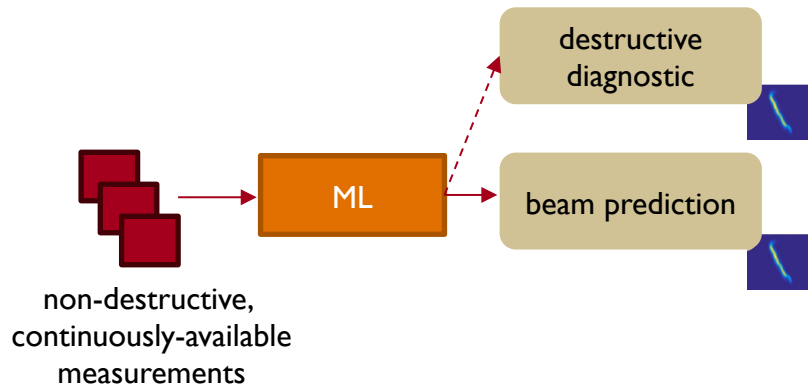 destructive
diagnostic
ML
beam prediction
non-destructive,
continuously-available
measurements